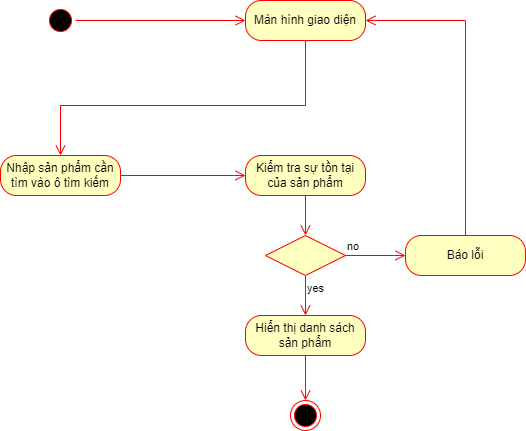 Màn hình giao diện
Nhập sản phẩm cần
tìm vào ô tìm kiếm
Kiểm tra sự tồn tại
của sản phẩm
no
Báo lỗi
yes
Hiển thị danh sách
sản phẩm